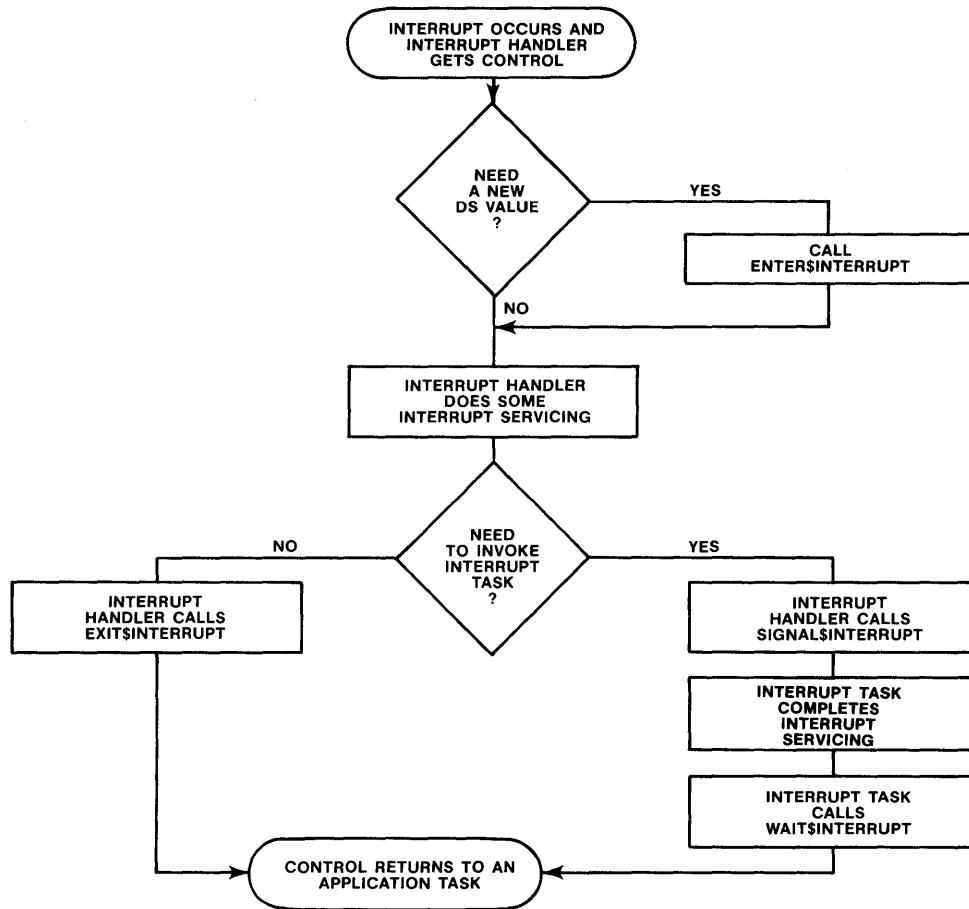 INTERRUPT OCCURS AND
INTERRUPT HANDLER
GETS CONTROL
NEED
A NEW
DS VALUE
?
YES
CALL
ENTER$INTERRUPT
NO
INTERRUPT HANDLER
DOES SOME
INTERRUPT SERVICING
NEED
TO INVOKE
INTERRUPT
TASK
?
NO
YES
INTERRUPT
HANDLER CALLS
EXIT$INTERRUPT
INTERRUPT
HANDLER CALLS
SIGNAL$INTERRUPT
INTERRUPT TASK
COMPLETES
INTERRUPT
SERVICING
INTERRUPT TASK
CALLS
WAIT$INTERRUPT
CONTROL RETURNS TO AN
APPLICATION TASK